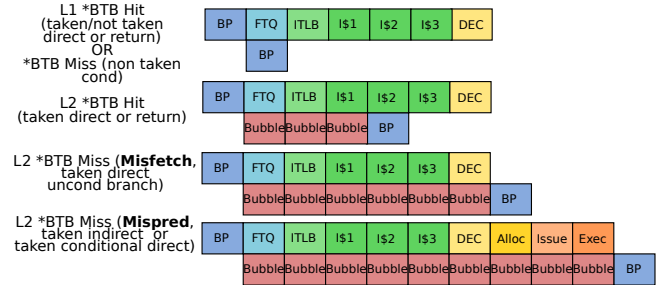 L1 *BTB Hit
(taken/not taken
direct or return)
OR
*BTB Miss (non taken
cond)
BP FTQ ITLB I$1 I$2 I$3 DEC
BP
L2 *BTB Hit
(taken direct or return)
BP FTQ ITLB I$1 I$2 I$3 DEC
Bubble Bubble Bubble BP
L2 *BTB Miss (Misfetch,
taken direct
uncond branch)
BP FTQ ITLB I$1 I$2 I$3 DEC
Bubble Bubble Bubble Bubble Bubble Bubble BP
L2 *BTB Miss (Mispred,
taken indirect or
taken conditional direct)
BP FTQ ITLB I$1 I$2 I$3 DEC Alloc Issue Exec
Bubble Bubble Bubble Bubble Bubble Bubble Bubble Bubble Bubble BP